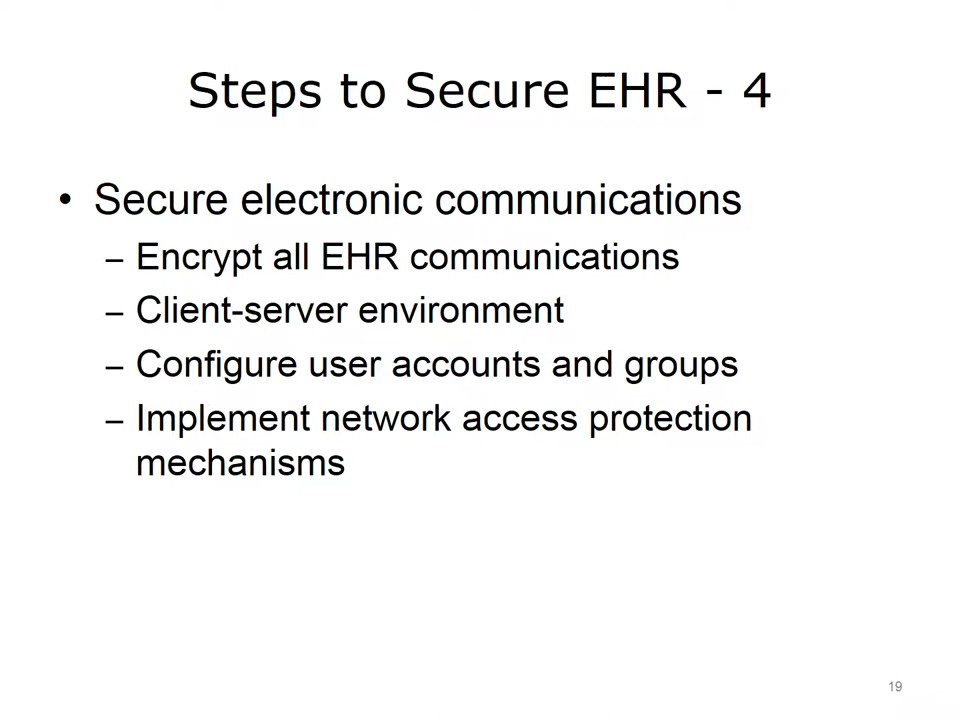 Steps to Secure EHR - 4
• Secure electronic communications
– Encrypt all EHR communications
– Client-server environment
– Configure user accounts and groups
– Implement network access protection
mechanisms
19